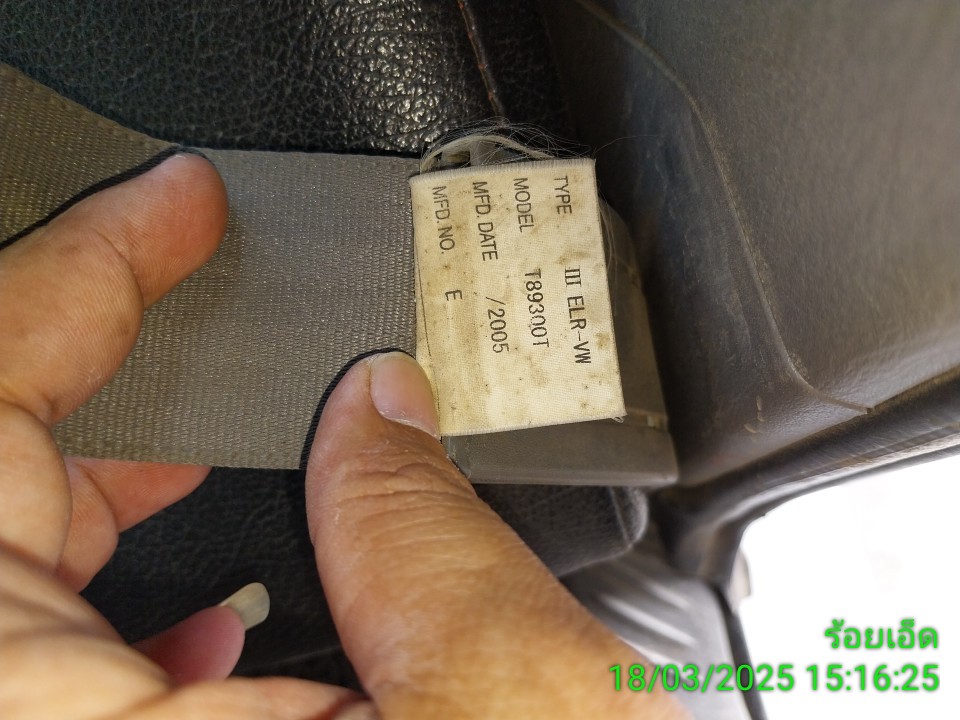 TYPE III ELR-VW
MODEL T89300T
MFD. DATE /2005
MFD. NO. E
ร้อยเอ็ด
18/03/2025 15:16:25